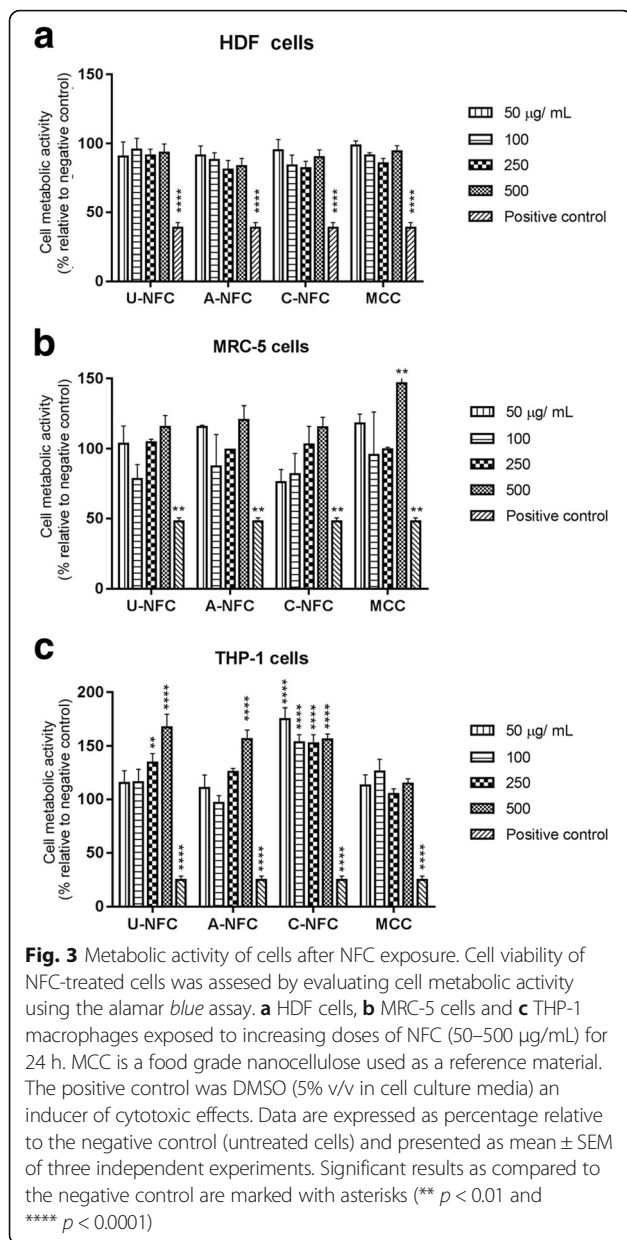 a
HDF cells
150
100
50
0
Cell metabolic activity
(% relative to negative control)
****
****
****
****
U-NFC
A-NFC
C-NFC
MCC
50 µg/ mL
100
250
500
Positive control
b
MRC-5 cells
150
100
50
0
Cell metabolic activity
(% relative to negative control)
**
**
**
**
**
U-NFC
A-NFC
C-NFC
MCC
50 µg/ mL
100
250
500
Positive control
c
THP-1 cells
200
150
100
50
0
Cell metabolic activity
(% relative to negative control)
**
****
****
****
****
****
****
****
****
****
****
U-NFC
A-NFC
C-NFC
MCC
50 µg/ mL
100
250
500
Positive control
Fig. 3 Metabolic activity of cells after NFC exposure. Cell viability of
NFC-treated cells was assesed by evaluating cell metabolic activity
using the alamar blue assay. a HDF cells, b MRC-5 cells and c THP-1
macrophages exposed to increasing doses of NFC (50–500 µg/mL) for
24 h. MCC is a food grade nanocellulose used as a reference material.
The positive control was DMSO (5% v/v in cell culture media) an
inducer of cytotoxic effects. Data are expressed as percentage relative
to the negative control (untreated cells) and presented as mean ± SEM
of three independent experiments. Significant results as compared to
the negative control are marked with asterisks (** p < 0.01 and
**** p < 0.0001)